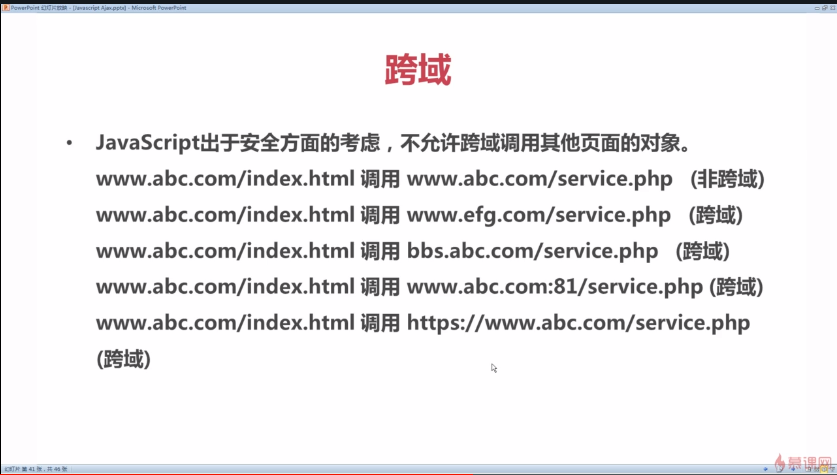 PowerPoint 幻灯片放映 - [Javascript Ajax.pptx] - Microsoft PowerPoint
跨域
• JavaScript出于安全方面的考虑，不允许跨域调用其他页面的对象。
www.abc.com/index.html 调用 www.abc.com/service.php (非跨域)
www.abc.com/index.html 调用 www.efg.com/service.php (跨域)
www.abc.com/index.html 调用 bbs.abc.com/service.php (跨域)
www.abc.com/index.html 调用 www.abc.com:81/service.php (跨域)
www.abc.com/index.html 调用 https://www.abc.com/service.php
(跨域)
幻灯片 第 41 张，共 46 张
慕课网